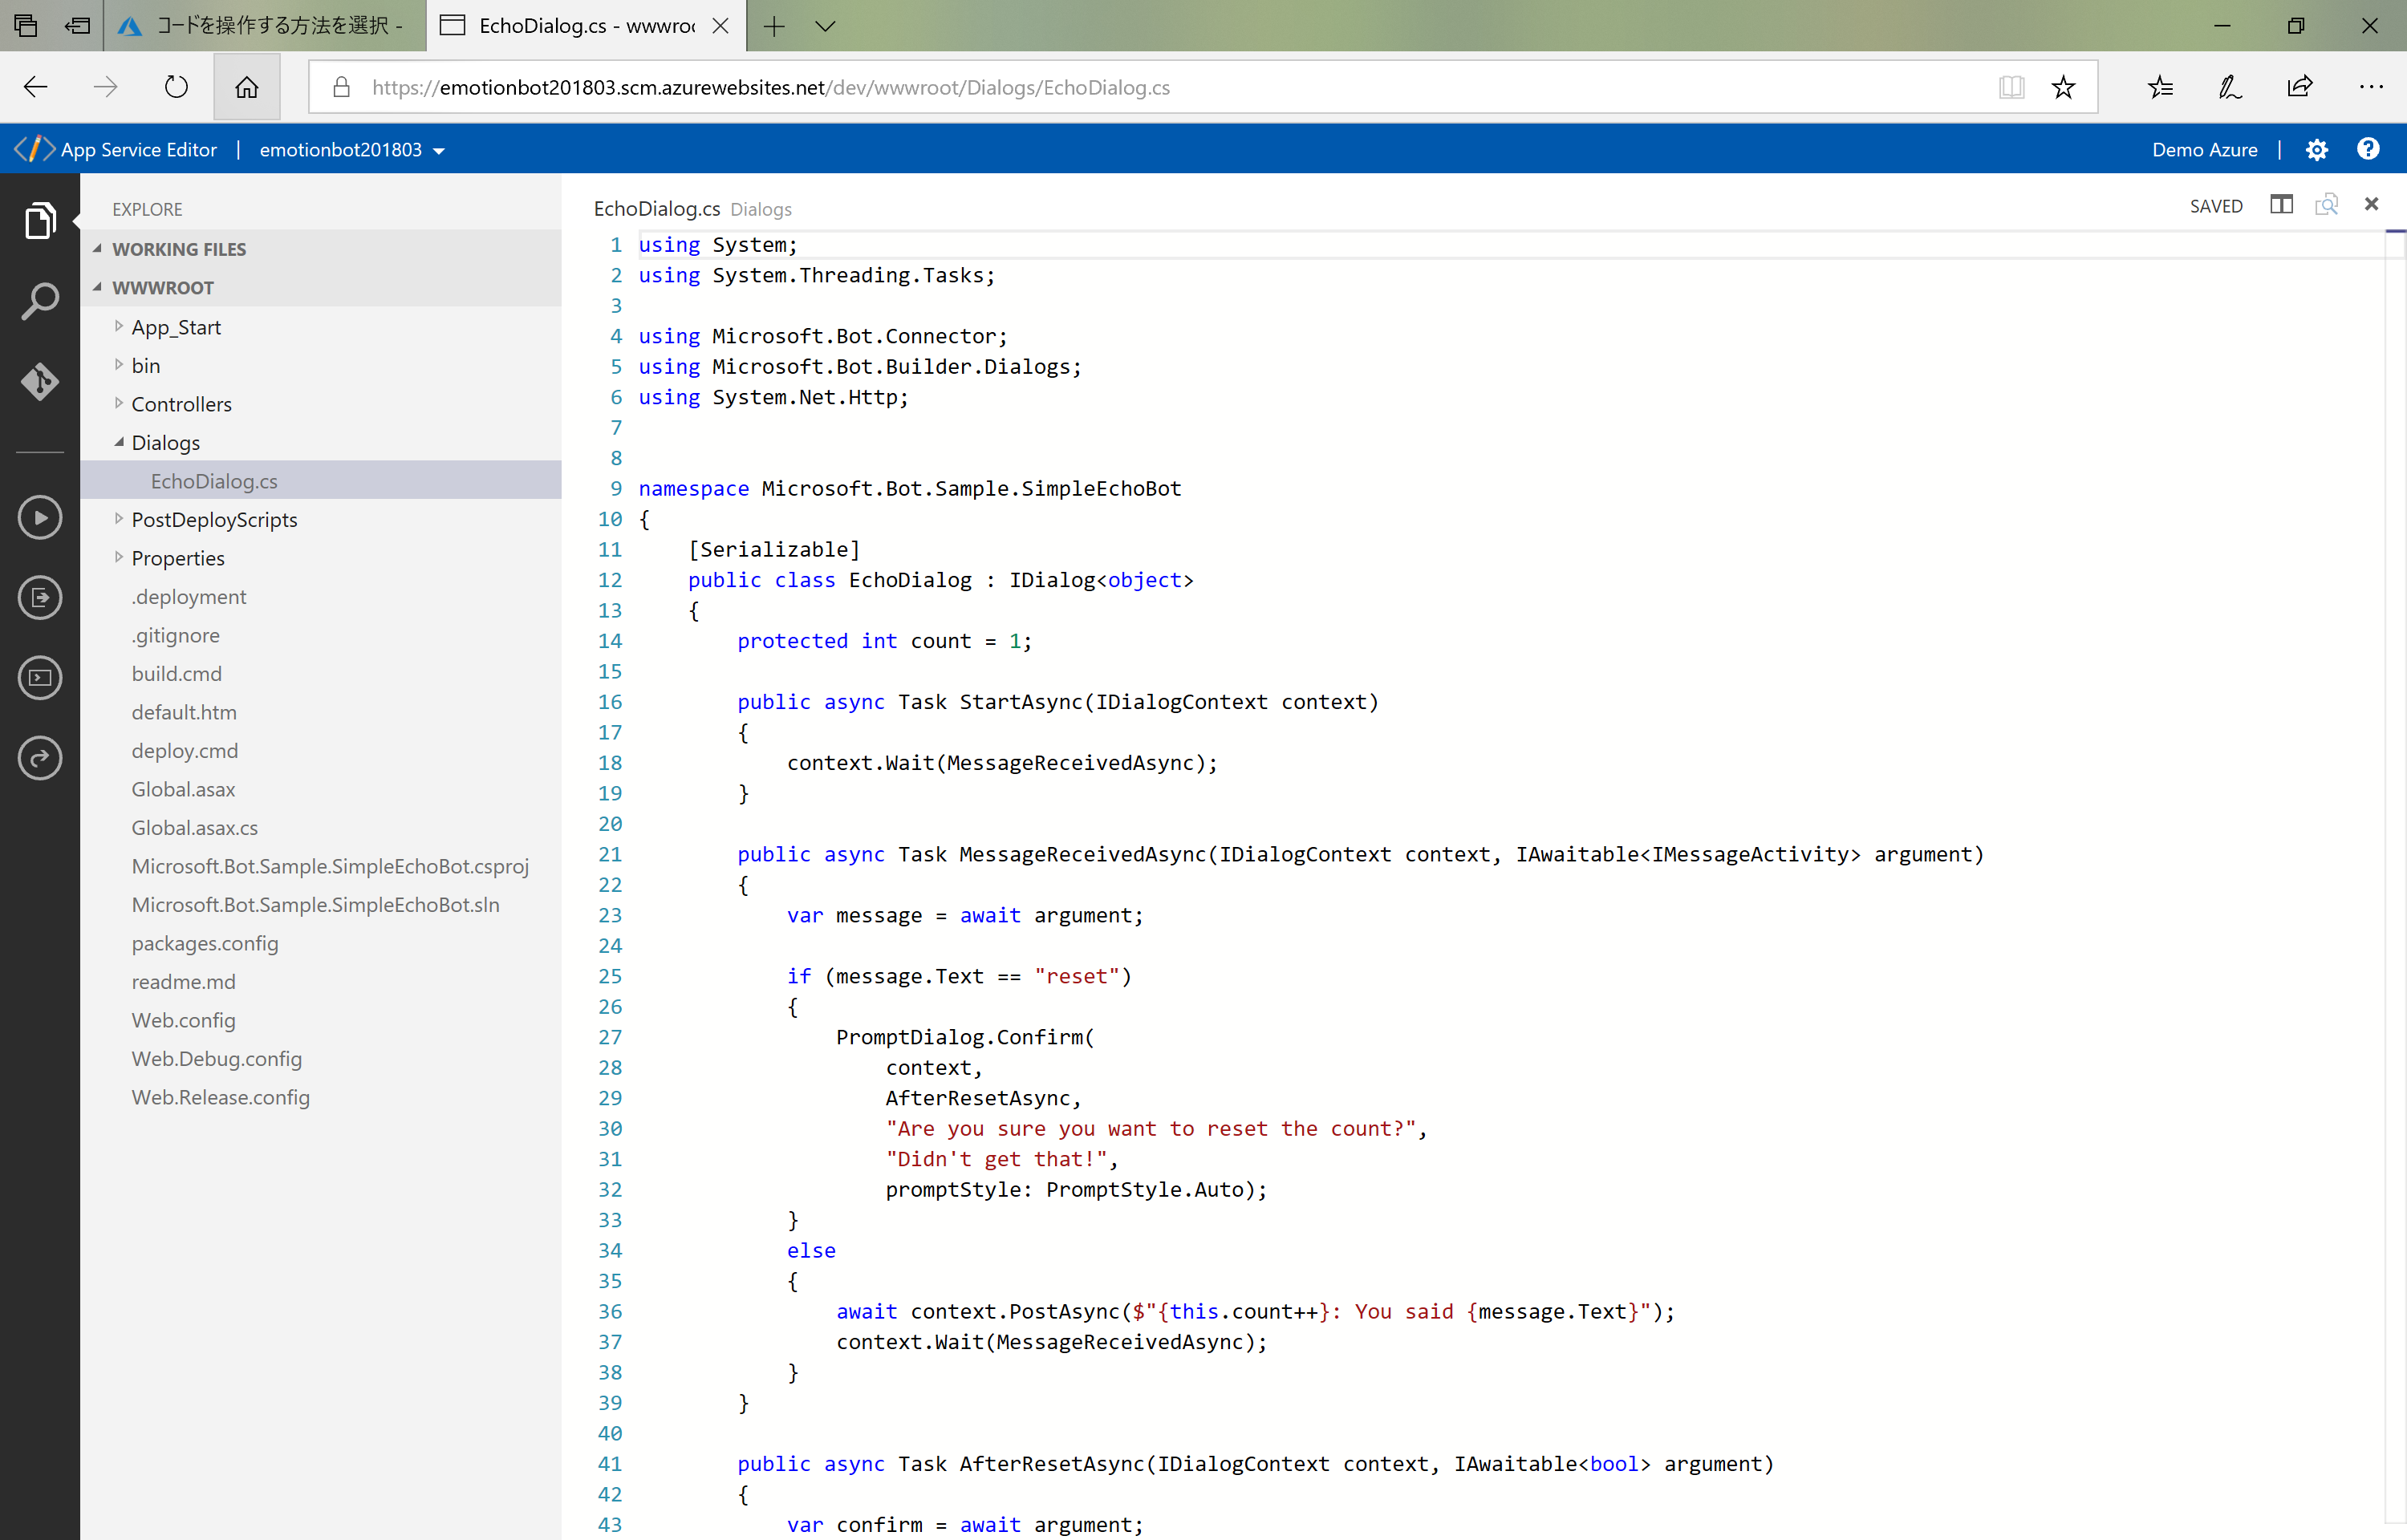 コードを操作する方法を選択 -
EchoDialog.cs - wwwroo
https://emotionbot201803.scm.azurewebsites.net/dev/wwwroot/Dialogs/EchoDialog.cs
App Service Editor | emotionbot201803
Demo Azure |
EXPLORE
WORKING FILES
WWWROOT
App_Start
bin
Controllers
Dialogs
EchoDialog.cs
PostDeployScripts
Properties
.deployment
.gitignore
build.cmd
default.htm
deploy.cmd
Global.asax
Global.asax.cs
Microsoft.Bot.Sample.SimpleEchoBot.csproj
Microsoft.Bot.Sample.SimpleEchoBot.sln
packages.config
readme.md
Web.config
Web.Debug.config
Web.Release.config
EchoDialog.cs Dialogs
SAVED
1 using System;
2 using System.Threading.Tasks;
3
4 using Microsoft.Bot.Connector;
5 using Microsoft.Bot.Builder.Dialogs;
6 using System.Net.Http;
7
8
9 namespace Microsoft.Bot.Sample.SimpleEchoBot
10 {
11     [Serializable]
12     public class EchoDialog : IDialog<object>
13     {
14         protected int count = 1;
15
16         public async Task StartAsync(IDialogContext context)
17         {
18             context.Wait(MessageReceivedAsync);
19         }
20
21         public async Task MessageReceivedAsync(IDialogContext context, IAwaitable<IMessageActivity> argument)
22         {
23             var message = await argument;
24
25             if (message.Text == "reset")
26             {
27                 PromptDialog.Confirm(
28                     context,
29                     AfterResetAsync,
30                     "Are you sure you want to reset the count?",
31                     "Didn't get that!",
32                     promptStyle: PromptStyle.Auto);
33             }
34             else
35             {
36                 await context.PostAsync($"{this.count++}: You said {message.Text}");
37                 context.Wait(MessageReceivedAsync);
38             }
39         }
40
41         public async Task AfterResetAsync(IDialogContext context, IAwaitable<bool> argument)
42         {
43             var confirm = await argument;